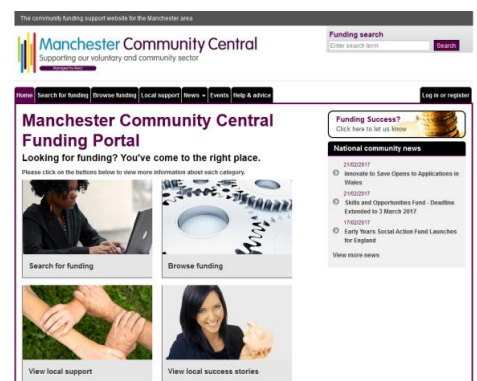 The community funding support website for the Manchester area
Manchester Community Central
Supporting our voluntary and community sector
Managed by Macc
Funding search
Enter search term
Search
Home
Search for funding
Browse funding
Local support
News
Events
Help & advice
Log in or register
Manchester Community Central
Funding Portal
Looking for funding? You've come to the right place.
Please click on the buttons below to view more information about each category.
Search for funding
Browse funding
View local support
View local success stories
Funding Success?
Click here to let us know
National community news
21/02/2017
Innovate to Save Opens to Applications in
Wales
21/02/2017
Skills and Opportunities Fund - Deadline
Extended to 3 March 2017
17/02/2017
Early Years Social Action Fund Launches
for England
View more news